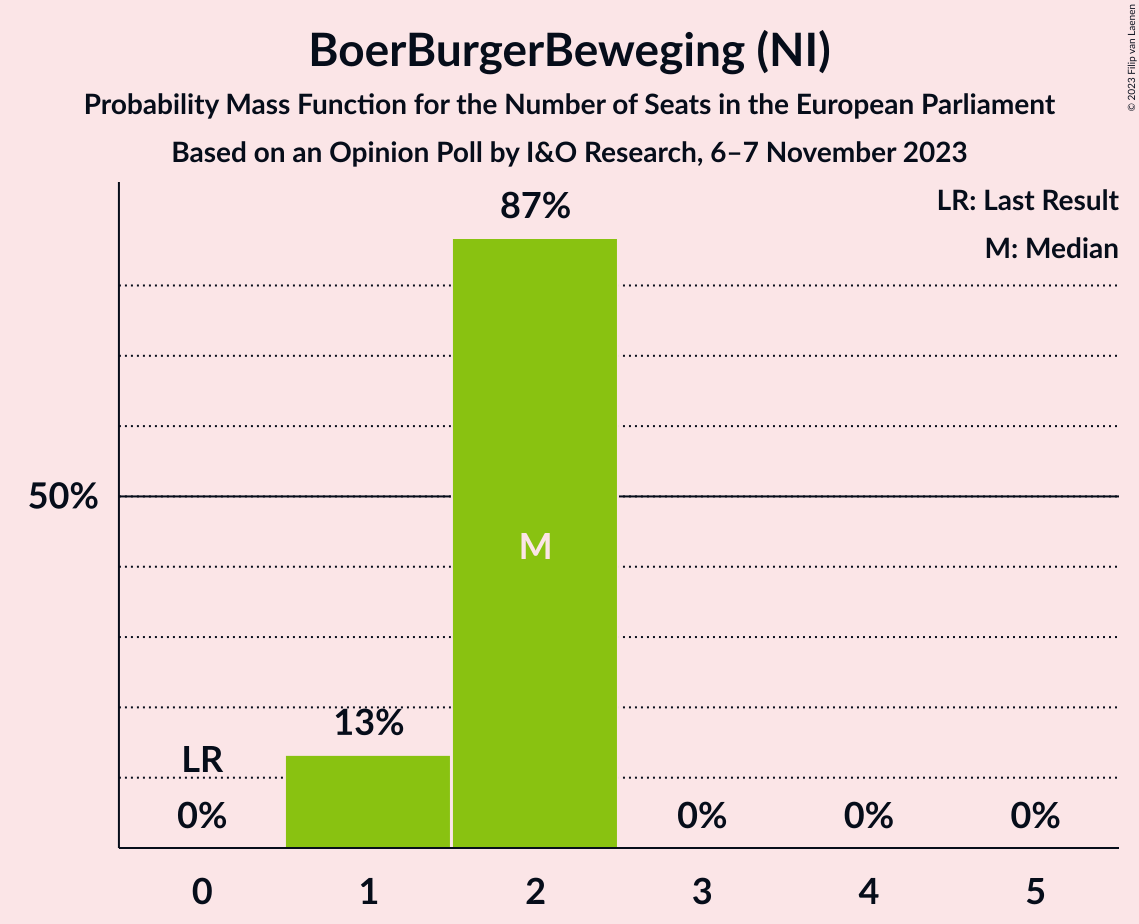 BoerBurgerBeweging (NI)
Probability Mass Function for the Number of Seats in the European Parliament
Based on an Opinion Poll by I&O Research, 6–7 November 2023
© 2023 Filip van Laenen
LR: Last Result
M: Median
87%
50%
M
13%
LR
0%
0%
0%
0%
0
1
2
3
4
5